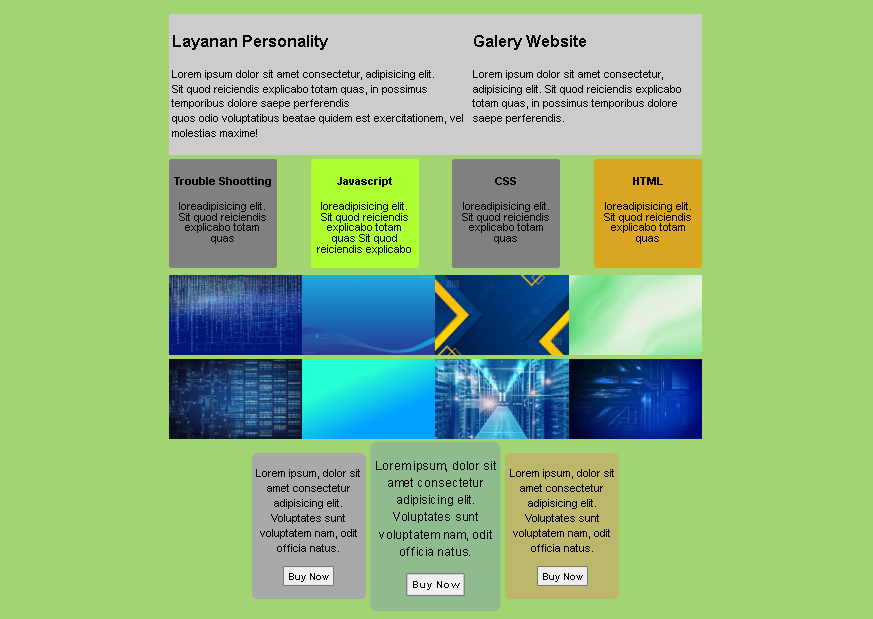 Layanan Personality
Lorem ipsum dolor sit amet consectetur, adipisicing elit.
Sit quod reiciendis explicabo totam quas, in possimus
temporibus dolore saepe perferendis
quos odio voluptatibus beatae quidem est exercitationem, vel
molestias maxime!
Galery Website
Lorem ipsum dolor sit amet consectetur,
adipisicing elit. Sit quod reiciendis explicabo
totam quas, in possimus temporibus dolore
saepe perferendis.
Trouble Shootting
loreadipisicing elit.
Sit quod reiciendis
explicabo totam
quas
Javascript
loreadipisicing elit.
Sit quod reiciendis
explicabo totam
quas Sit quod
reiciendis explicabo
CSS
loreadipisicing elit.
Sit quod reiciendis
explicabo totam
quas
HTML
loreadipisicing elit.
Sit quod reiciendis
explicabo totam
quas
Lorem ipsum, dolor sit
amet consectetur
adipisicing elit.
Voluptates sunt
voluptatem nam, odit
officia natus.
Buy Now
Lorem ipsum, dolor sit
amet consectetur
adipisicing elit.
Voluptates sunt
voluptatem nam, odit
officia natus.
Buy Now
Lorem ipsum, dolor sit
amet consectetur
adipisicing elit.
Voluptates sunt
voluptatem nam, odit
officia natus.
Buy Now